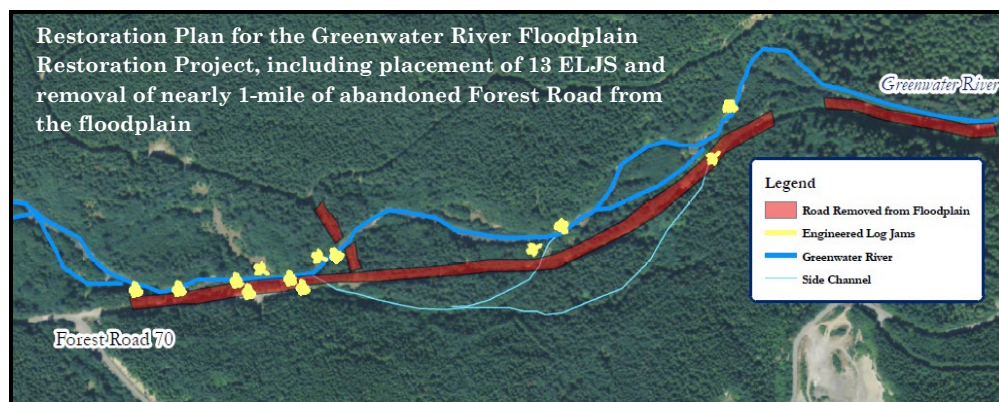 Restoration Plan for the Greenwater River Floodplain
Restoration Project, including placement of 13 ELJS and
removal of nearly 1-mile of abandoned Forest Road from
the floodplain
Greenwater River
Legend
Road Removed from Floodplain
Engineered Log Jams
Greenwater River
Side Channel
Forest Road 70